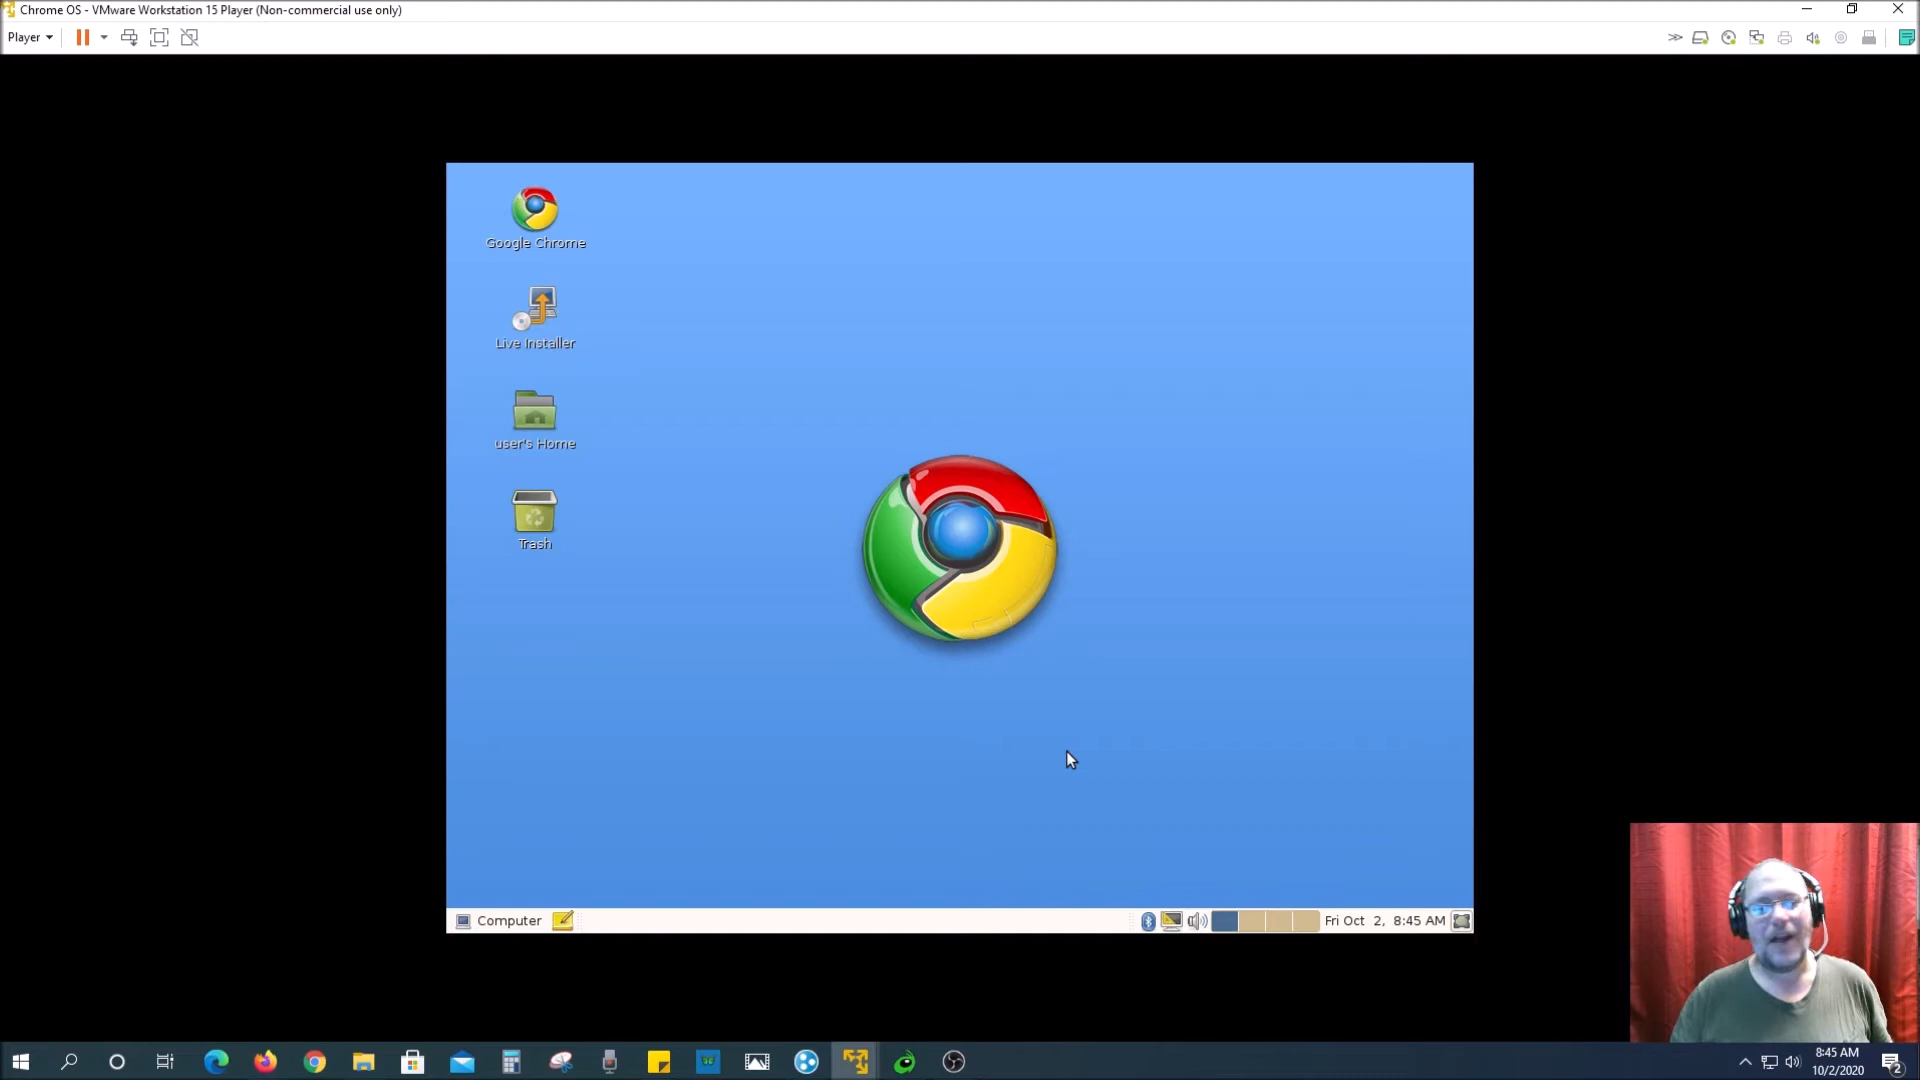 Chrome OS - VMware Workstation 15 Player (Non-commercial use only)
Player
Google Chrome
Live Installer
user's Home
Trash
Computer
Fri Oct 2, 8:45 AM
8:45 AM
10/2/2020
2